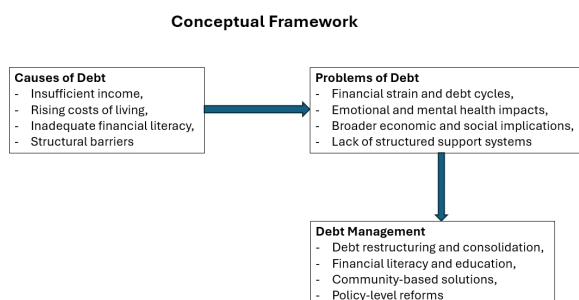 Conceptual Framework
Causes of Debt
- Insufficient income,
- Rising costs of living,
- Inadequate financial literacy,
- Structural barriers
Problems of Debt
- Financial strain and debt cycles,
- Emotional and mental health impacts,
- Broader economic and social implications,
- Lack of structured support systems
Debt Management
- Debt restructuring and consolidation,
- Financial literacy and education,
- Community-based solutions,
- Policy-level reforms